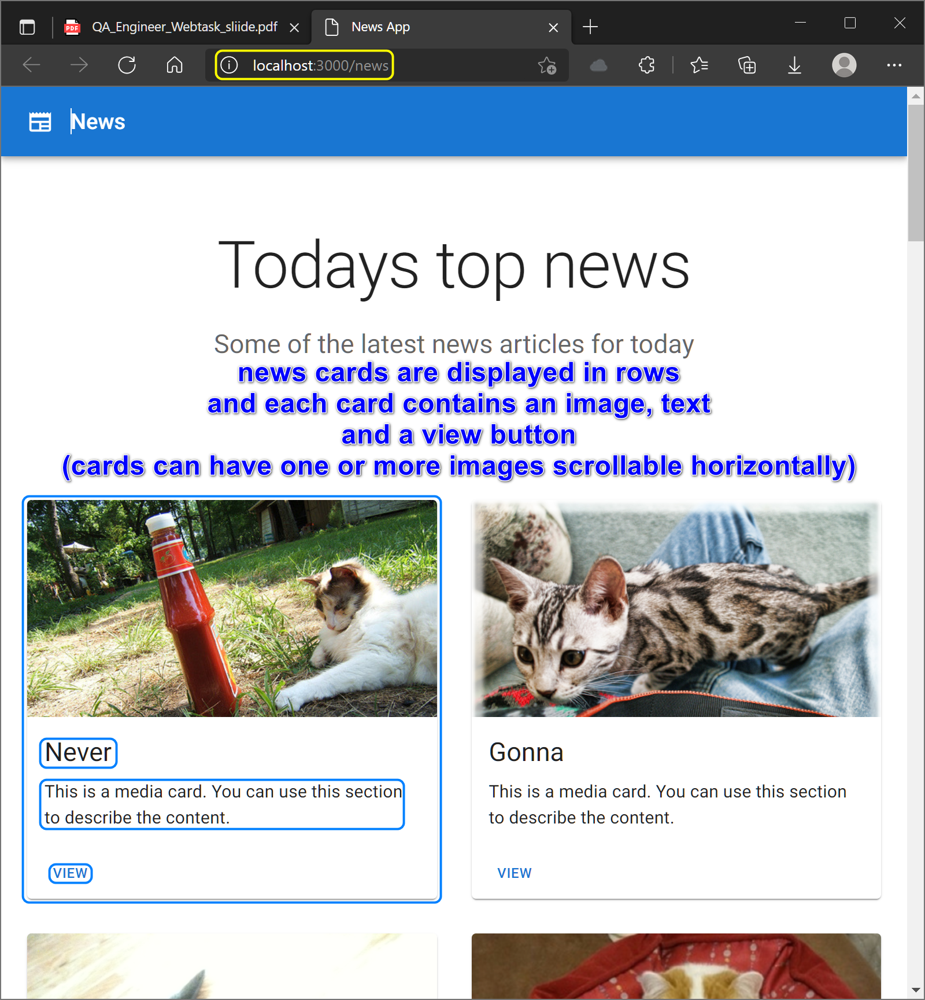 QA_Engineer_Webtask_sliide.pdf
News App
localhost:3000/news
News
Todays top news
Some of the latest news articles for today
news cards are displayed in rows
and each card contains an image, text
and a view button
(cards can have one or more images scrollable horizontally)
Never
This is a media card. You can use this section
to describe the content.
VIEW
Gonna
This is a media card. You can use this section
to describe the content.
VIEW